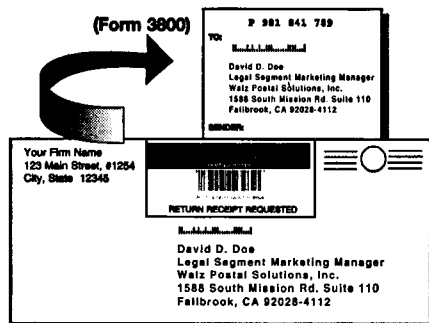 (Form 3800)
P 981 841 789
TO:
David D. Doe
Legal Segment Marketing Manager
Walz Postal Solutions, Inc.
1588 South Mission Rd. Suite 110
Fallbrook, CA 92028-4112
SENDER:
Your Firm Name
123 Main Street, #1254
City, State 12345
RETURN RECEIPT REQUESTED
David D. Doe
Legal Segment Marketing Manager
Walz Postal Solutions, Inc.
1588 South Mission Road, Suite 110
Fallbrook, CA 92028-4112